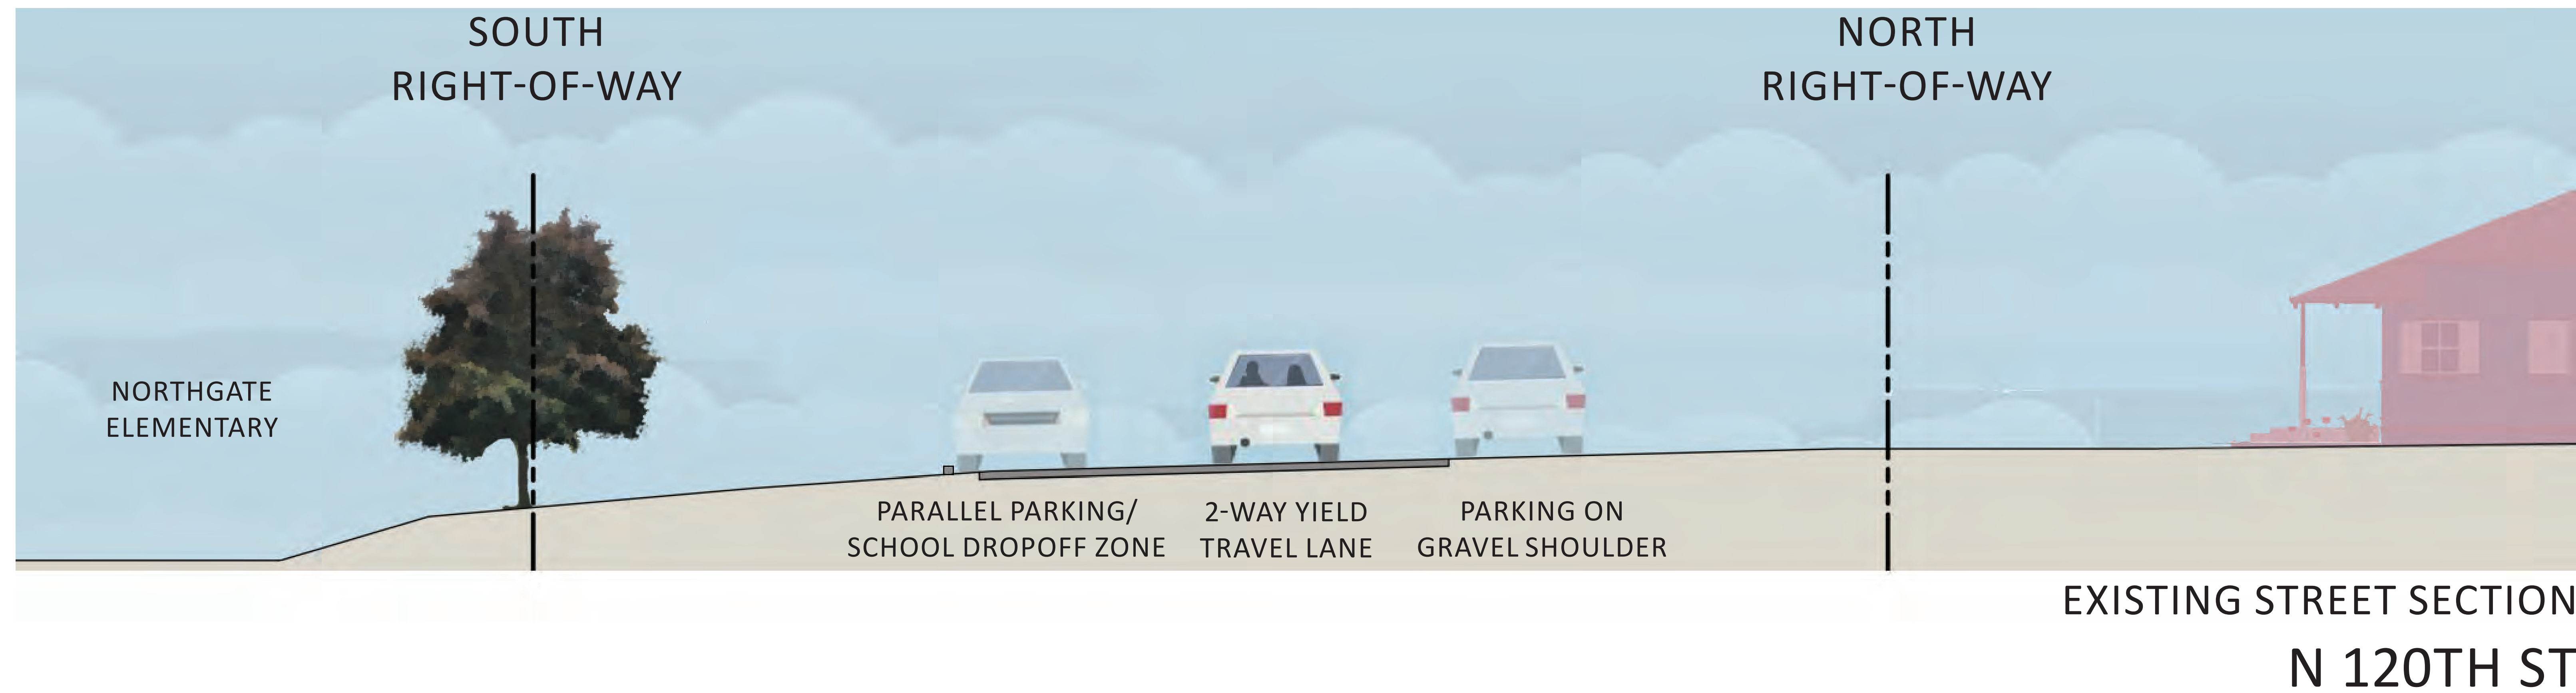 SOUTH
RIGHT-OF-WAY
NORTH
RIGHT-OF-WAY
NORTHGATE
ELEMENTARY
PARALLEL PARKING/
SCHOOL DROPOFF ZONE
2-WAY YIELD
TRAVEL LANE
PARKING ON
GRAVEL SHOULDER
EXISTING STREET SECTION
N 120TH ST